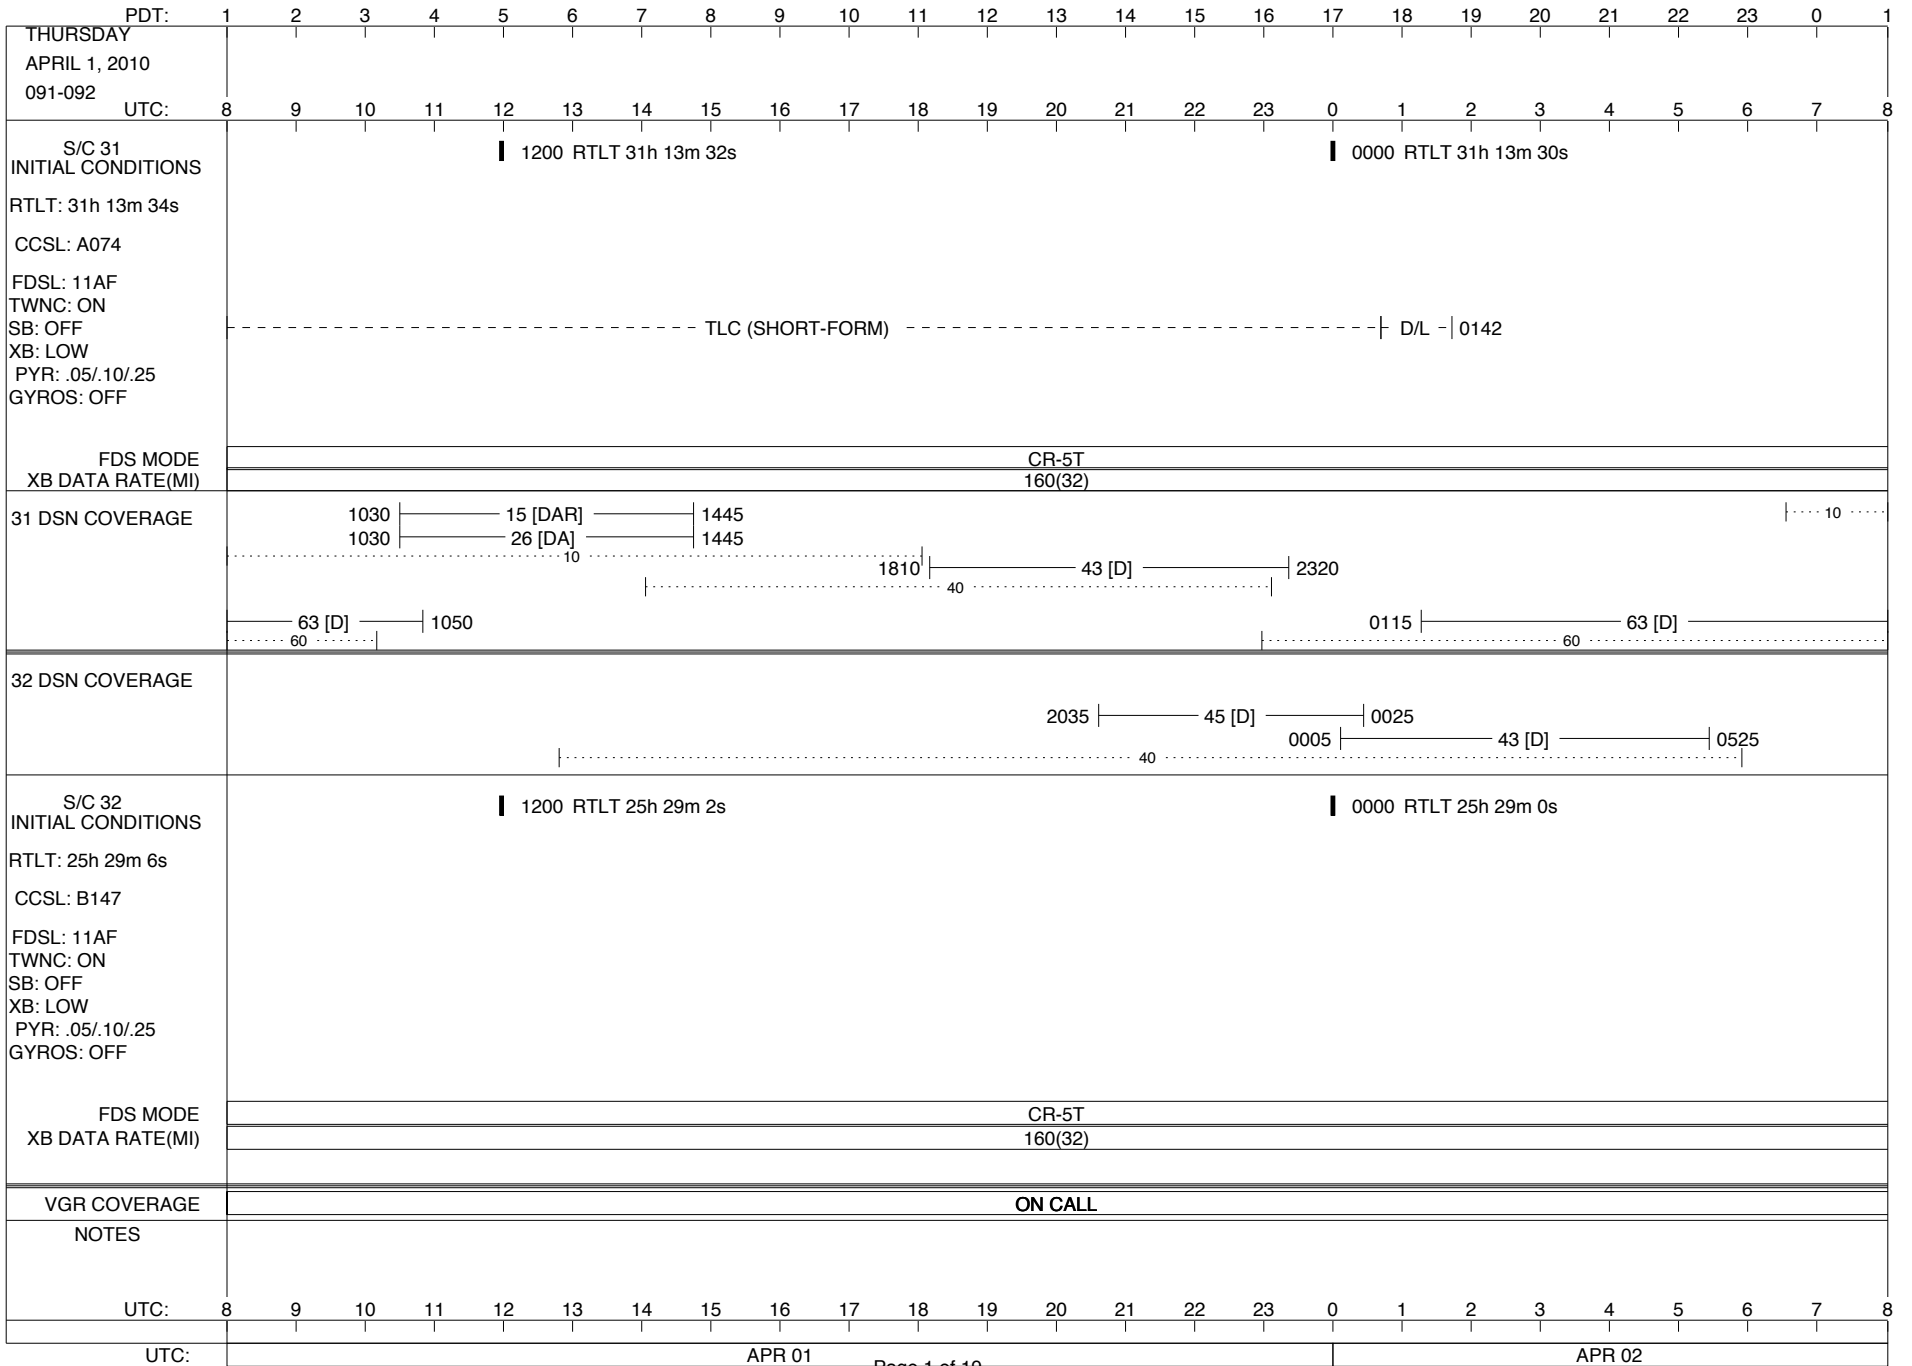 PDT: 1 2 3 4 5 6 7 8 9 10 11 12 13 14 15 16 17 18 19 20 21 22 23 0 1
THURSDAY
APRIL 1, 2010
091-092
UTC: 8 9 10 11 12 13 14 15 16 17 18 19 20 21 22 23 0 1 2 3 4 5 6 7 8
S/C 31
INITIAL CONDITIONS
1200 RTLT 31h 13m 32s 0000 RTLT 31h 13m 30s
RTLT: 31h 13m 34s
CCSL: A074
FDSL: 11AF
TWNC: ON
SB: OFF TLC (SHORT-FORM) D/L 0142
XB: LOW
PYR: .05/.10/.25
GYROS: OFF
FDS MODE CR-5T
XB DATA RATE(MI) 160(32)
31 DSN COVERAGE
1030 15 [DAR] 1445 10
1030 26 [DA] 1445
10
1810 43 [D] 2320
40
63 [D] 1050 0115 63 [D]
60 60
32 DSN COVERAGE
2035 45 [D] 0025
0005 43 [D] 0525
40
S/C 32
INITIAL CONDITIONS
1200 RTLT 25h 29m 2s 0000 RTLT 25h 29m 0s
RTLT: 25h 29m 6s
CCSL: B147
FDSL: 11AF
TWNC: ON
SB: OFF
XB: LOW
PYR: .05/.10/.25
GYROS: OFF
FDS MODE CR-5T
XB DATA RATE(MI) 160(32)
VGR COVERAGE ON CALL
NOTES
UTC: 8 9 10 11 12 13 14 15 16 17 18 19 20 21 22 23 0 1 2 3 4 5 6 7 8
UTC: APR 01 APR 02
Page 1 of 19